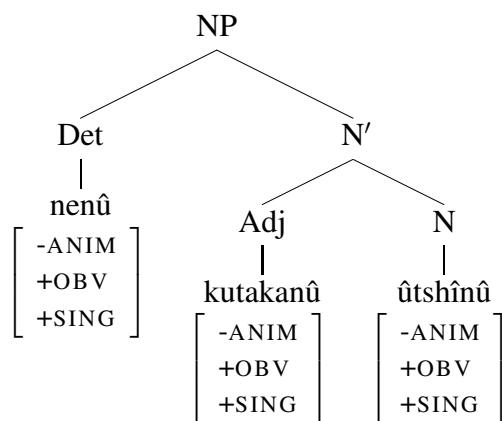 NP
Det N′
nenû Adj N
-ANIM
+OBV kutakanû ûtshînû
+SING -ANIM -ANIM
+OBV +OBV
+SING +SING